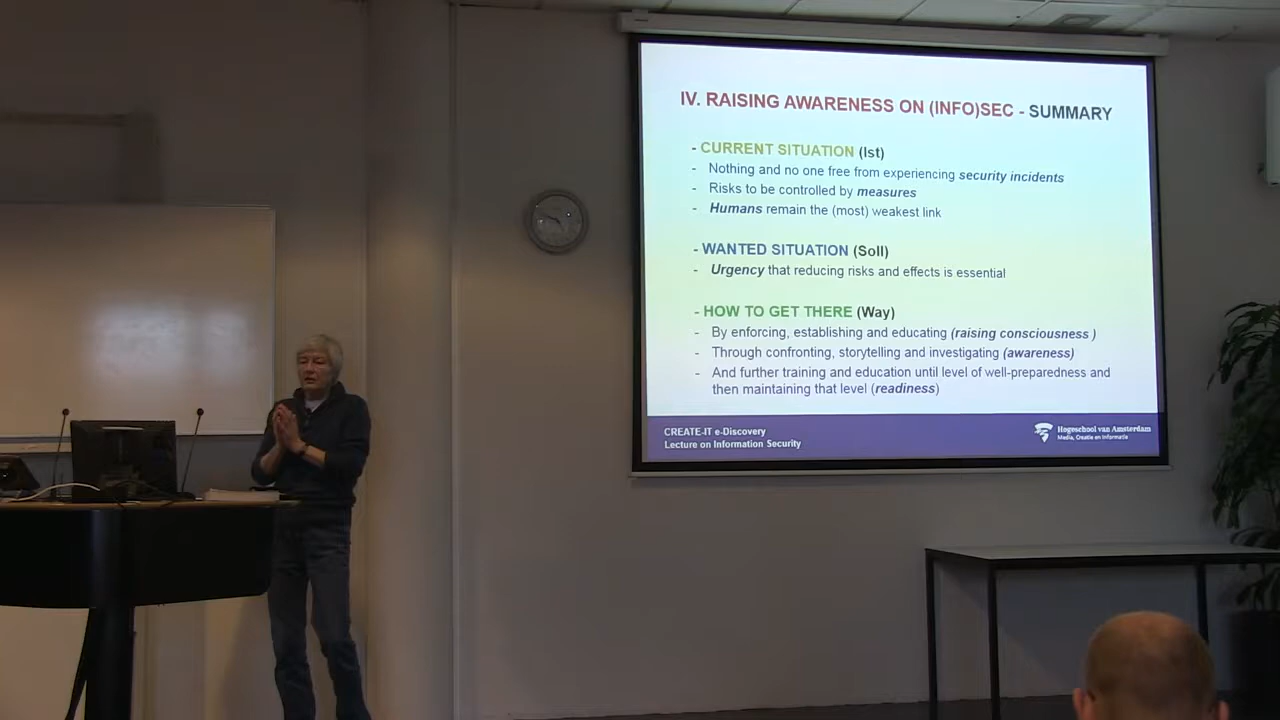 IV. RAISING AWARENESS ON (INFO)SEC - SUMMARY
- CURRENT SITUATION (Ist)
- Nothing and no one free from experiencing security incidents
- Risks to be controlled by measures
- Humans remain the (most) weakest link
- WANTED SITUATION (Soll)
- Urgency that reducing risks and effects is essential
- HOW TO GET THERE (Way)
- By enforcing, establishing and educating (raising consciousness )
- Through confronting, storytelling and investigating (awareness)
- And further training and education until level of well-preparedness and
then maintaining that level (readiness)
CREATE-IT e-Discovery
Lecture on Information Security
Hogeschool van Amsterdam
Media, Creatie en Informatie